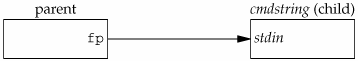 parent cmdstring (child)
fp stdin